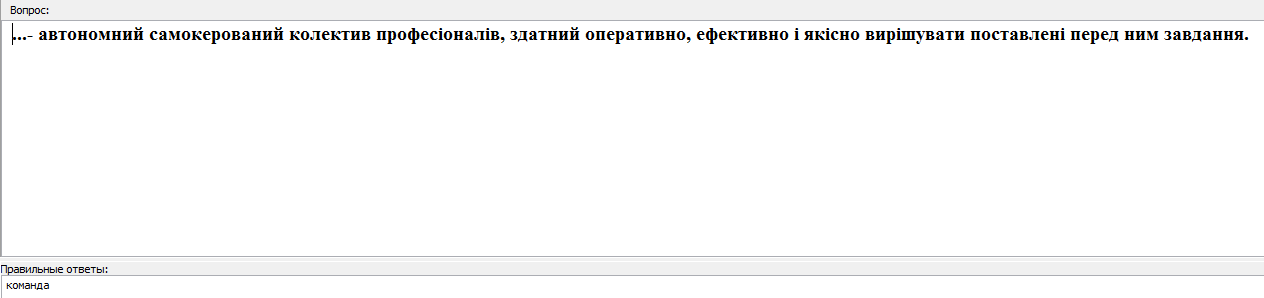 Вопрос:
...- автономний самокерований колектив професіоналів, здатний оперативно, ефективно і якісно вирішувати поставлені перед ним завдання.
Правильные ответы:
команда